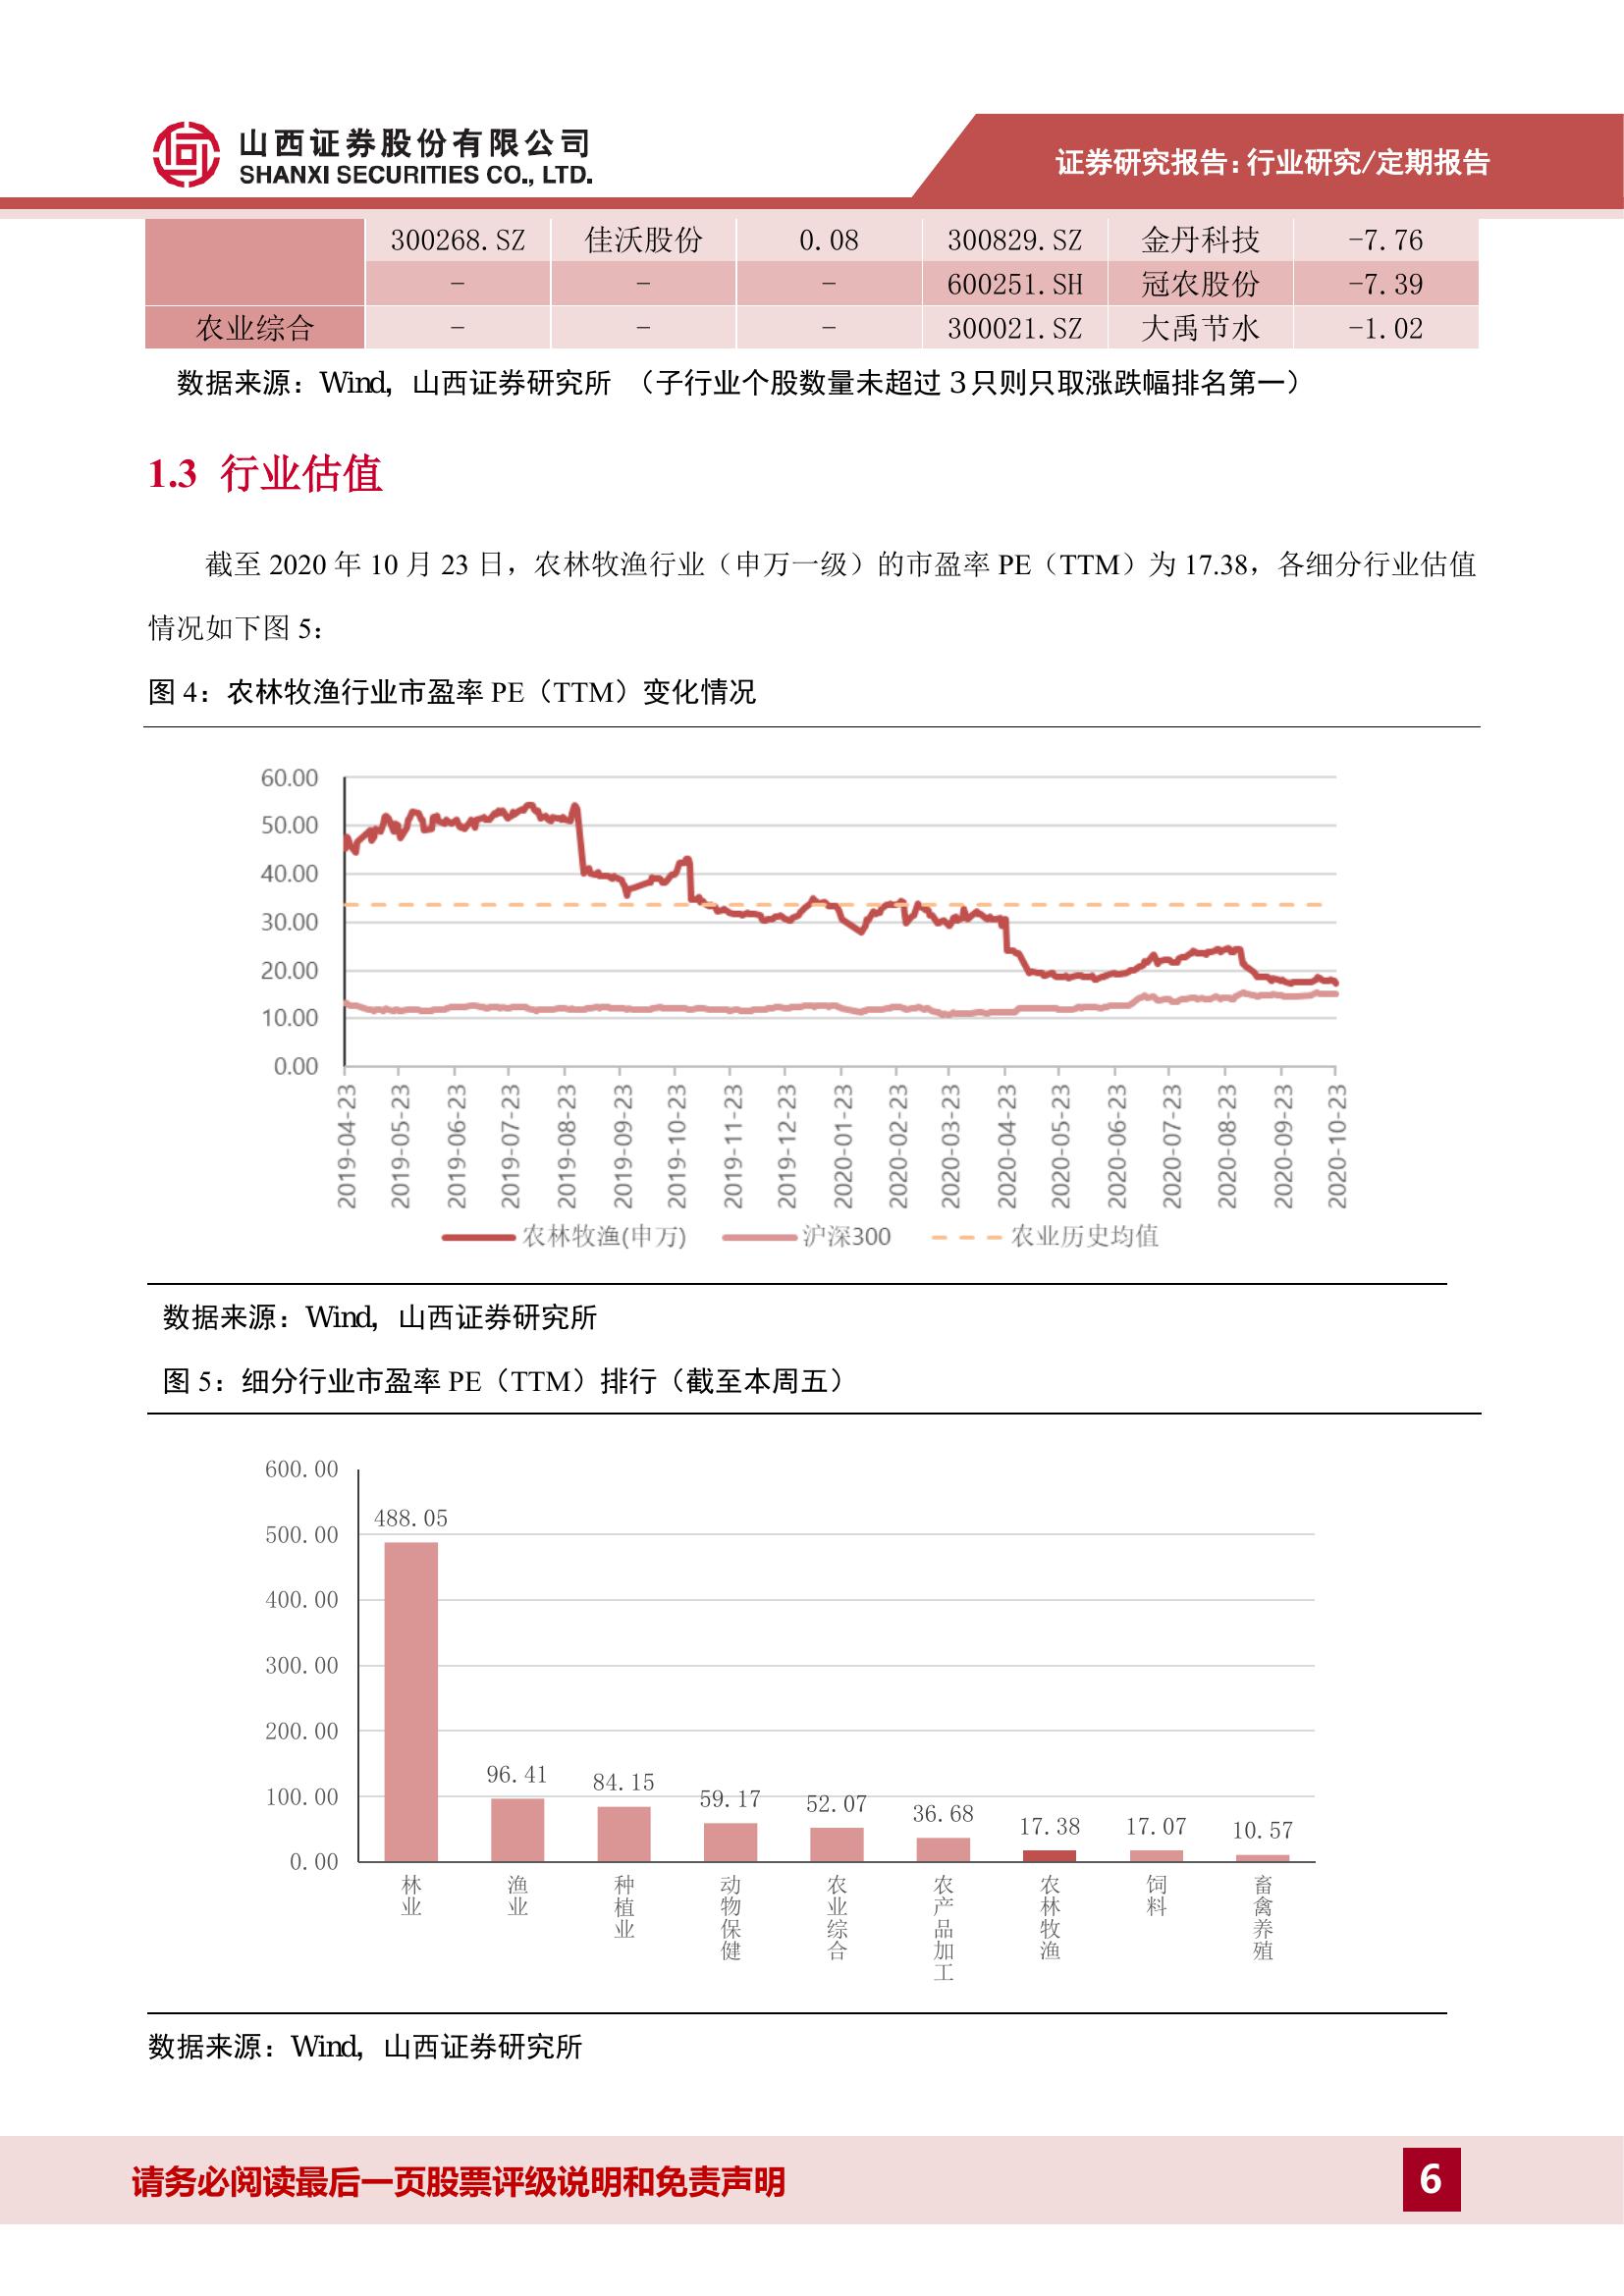 山西证券股份有限公司
SHANXI SECURITIES CO., LTD.
证券研究报告:行业研究/定期报告
300268.SZ 佳沃股份 0.08 300829.SZ 金丹科技 -7.76
- - - 600251.SH 冠农股份 -7.39
农业综合 - - - 300021.SZ 大禹节水 -1.02
数据来源：Wind，山西证券研究所 （子行业个股数量未超过 3 只则只取涨跌幅排名第一）
1.3 行业估值
截至 2020 年 10 月 23 日，农林牧渔行业（申万一级）的市盈率 PE（TTM）为 17.38，各细分行业估值
情况如下图 5：
图 4：农林牧渔行业市盈率 PE（TTM）变化情况
60.00
50.00
40.00
30.00
20.00
10.00
0.00
2019-04-23
2019-05-23
2019-06-23
2019-07-23
2019-08-23
2019-09-23
2019-10-23
2019-11-23
2019-12-23
2020-01-23
2020-02-23
2020-03-23
2020-04-23
2020-05-23
2020-06-23
2020-07-23
2020-08-23
2020-09-23
2020-10-23
农林牧渔(申万) 沪深300 农业历史均值
数据来源：Wind，山西证券研究所
图 5：细分行业市盈率 PE（TTM）排行（截至本周五）
600.00
500.00
400.00
300.00
200.00
100.00
0.00
488.05
96.41
84.15
59.17
52.07
36.68
17.38
17.07
10.57
林业
渔业
种植业
动物保健
农业综合
农产品加工
农林牧渔
饲料
畜禽养殖
数据来源：Wind，山西证券研究所
请务必阅读最后一页股票评级说明和免责声明
6